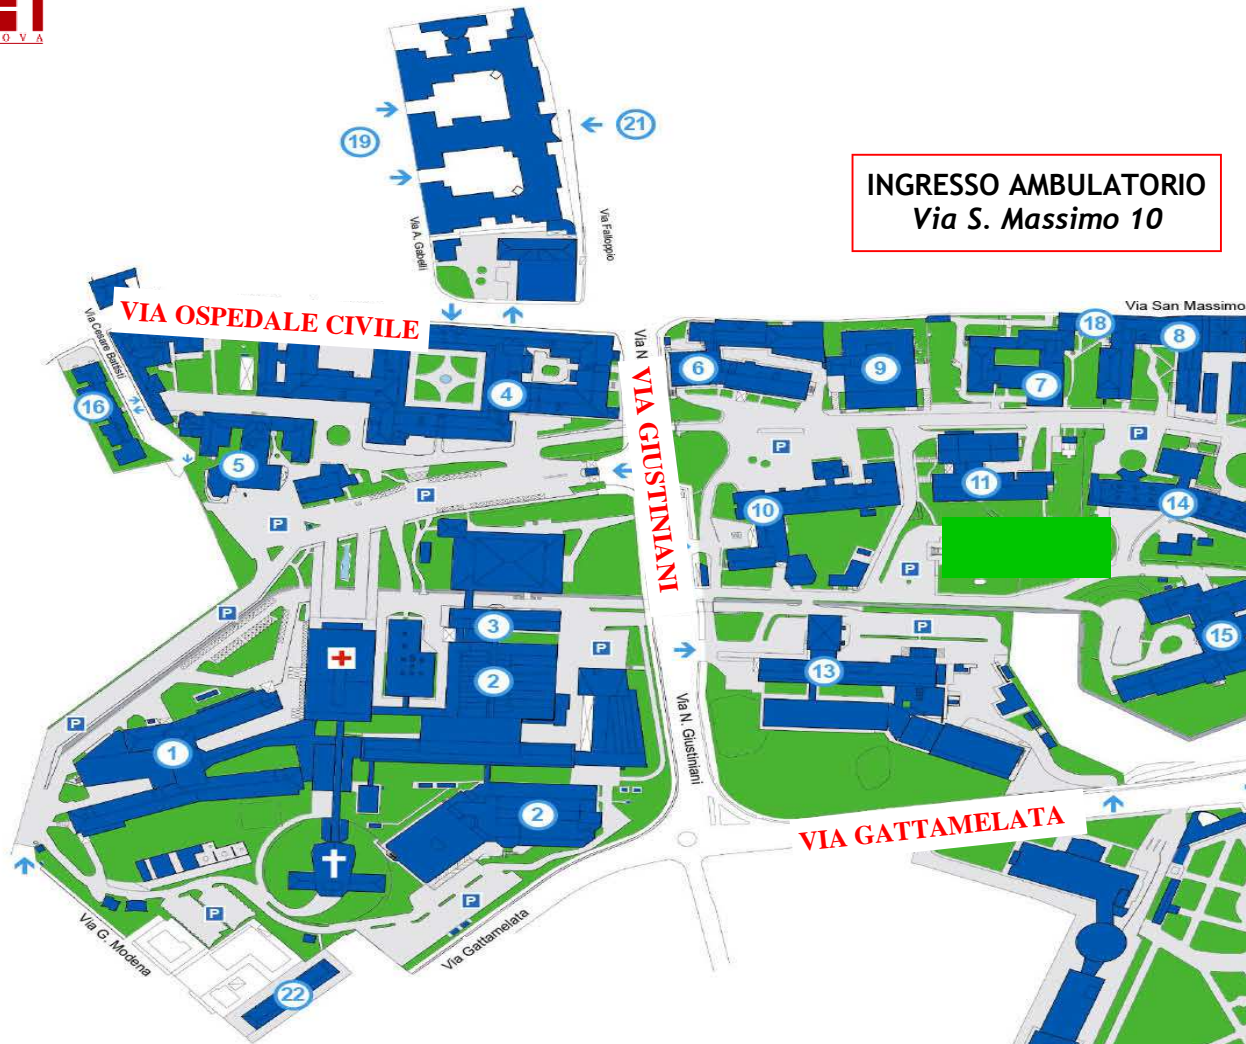 O V A
19
21
INGRESSO AMBULATORIO
Via S. Massimo 10
Via A. Gabelli
Via Falloppio
VIA OSPEDALE CIVILE
Via San Massimo
Via Cesare Battisti
Via N
VIA GIUSTINIANI
18
8
6
9
7
4
16
5
P
P
P
11
10
14
P
P
P
3
P
P
15
2
13
Via N. Giustiniani
P
1
2
VIA GATTAMELATA
P
P
Via G. Modena
Via Gattamelata
22